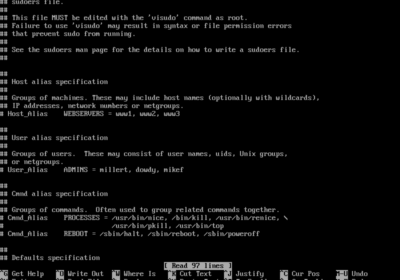 ## sudoers file.
##
## This file MUST be edited with the 'visudo' command as root.
## Failure to use 'visudo' may result in syntax or file permission errors
## that prevent sudo from running.
##
## See the sudoers man page for the details on how to write a sudoers file.
##
##
## Host alias specification
##
## Groups of machines. These may include host names (optionally with wildcards),
## IP addresses, network numbers or netgroups.
# Host_Alias WEBSERVERS = www1, www2, www3
##
## User alias specification
##
## Groups of users. These may consist of user names, uids, Unix groups,
## or netgroups.
# User_Alias ADMINS = millert, dowdy, mikef
##
## Cmnd alias specification
##
## Groups of commands. Often used to group related commands together.
# Cmnd_Alias PROCESSES = /usr/bin/nice, /bin/kill, /usr/bin/renice, \
# /usr/bin/pkill, /usr/bin/top
# Cmnd_Alias REBOOT = /sbin/halt, /sbin/reboot, /sbin/poweroff
##
## Defaults specification
[ Read 97 lines ]
^G Get Help ^O Write Out ^W Where Is ^K Cut Text ^J Justify ^C Cur Pos M-U Undo